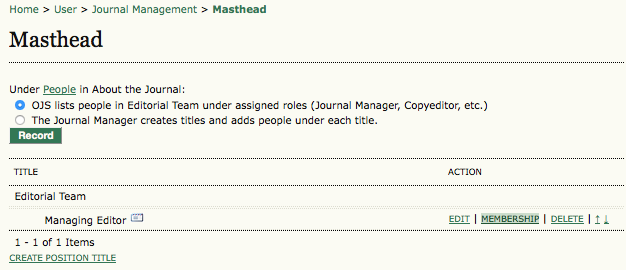 Home > User > Journal Management > Masthead
Masthead
Under People in About the Journal:
OJS lists people in Editorial Team under assigned roles (Journal Manager, Copyeditor, etc.)
The Journal Manager creates titles and adds people under each title.
Record
TITLE ACTION
Editorial Team
Managing Editor EDIT | MEMBERSHIP | DELETE | ↑ ↓
1 - 1 of 1 Items
CREATE POSITION TITLE